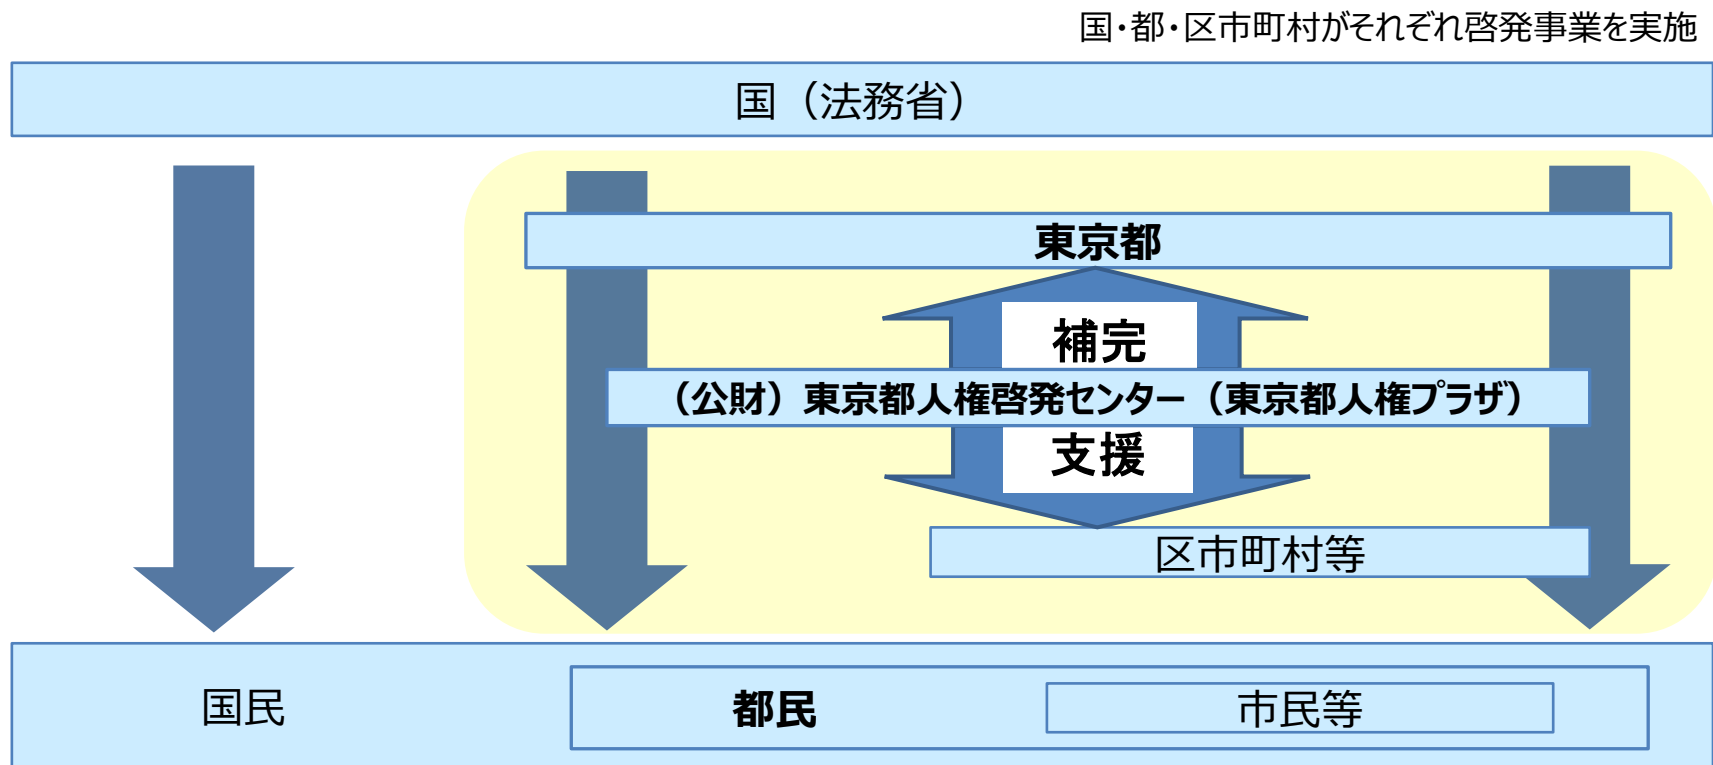 国・都・区市町村がそれぞれ啓発事業を実施
国（法務省）
東京都
補完
（公財）東京都人権啓発センター（東京都人権プラザ）
支援
区市町村等
国民
都民
市民等